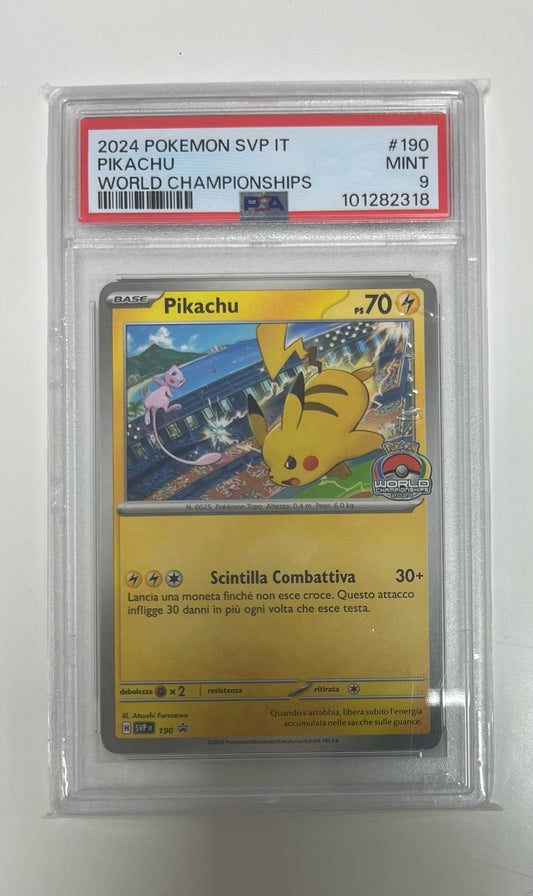 2024 POKEMON SVP IT #190
PIKACHU MINT
WORLD CHAMPIONSHIPS 9
PSA 101282318
BASE Pikachu PS 70
POKÉMON
WORLD
CHAMPIONSHIPS
N. 0025 Pokémon Topo Altezza: 0,4 m. Peso: 6,0 kg
Scintilla Combattiva 30+
Lancia una moneta finché non esce croce. Questo attacco
infligge 30 danni in più ogni volta che esce testa.
debolezza ×2 resistenza ritirata
Ill. Atsushi Furusawa
Quando s'arrabbia, libera subito l'energia
accumulata nelle sacche sulle guance.
H SVP IT 190
©2024 Pokémon/Nintendo/Creatures/GAME FREAK